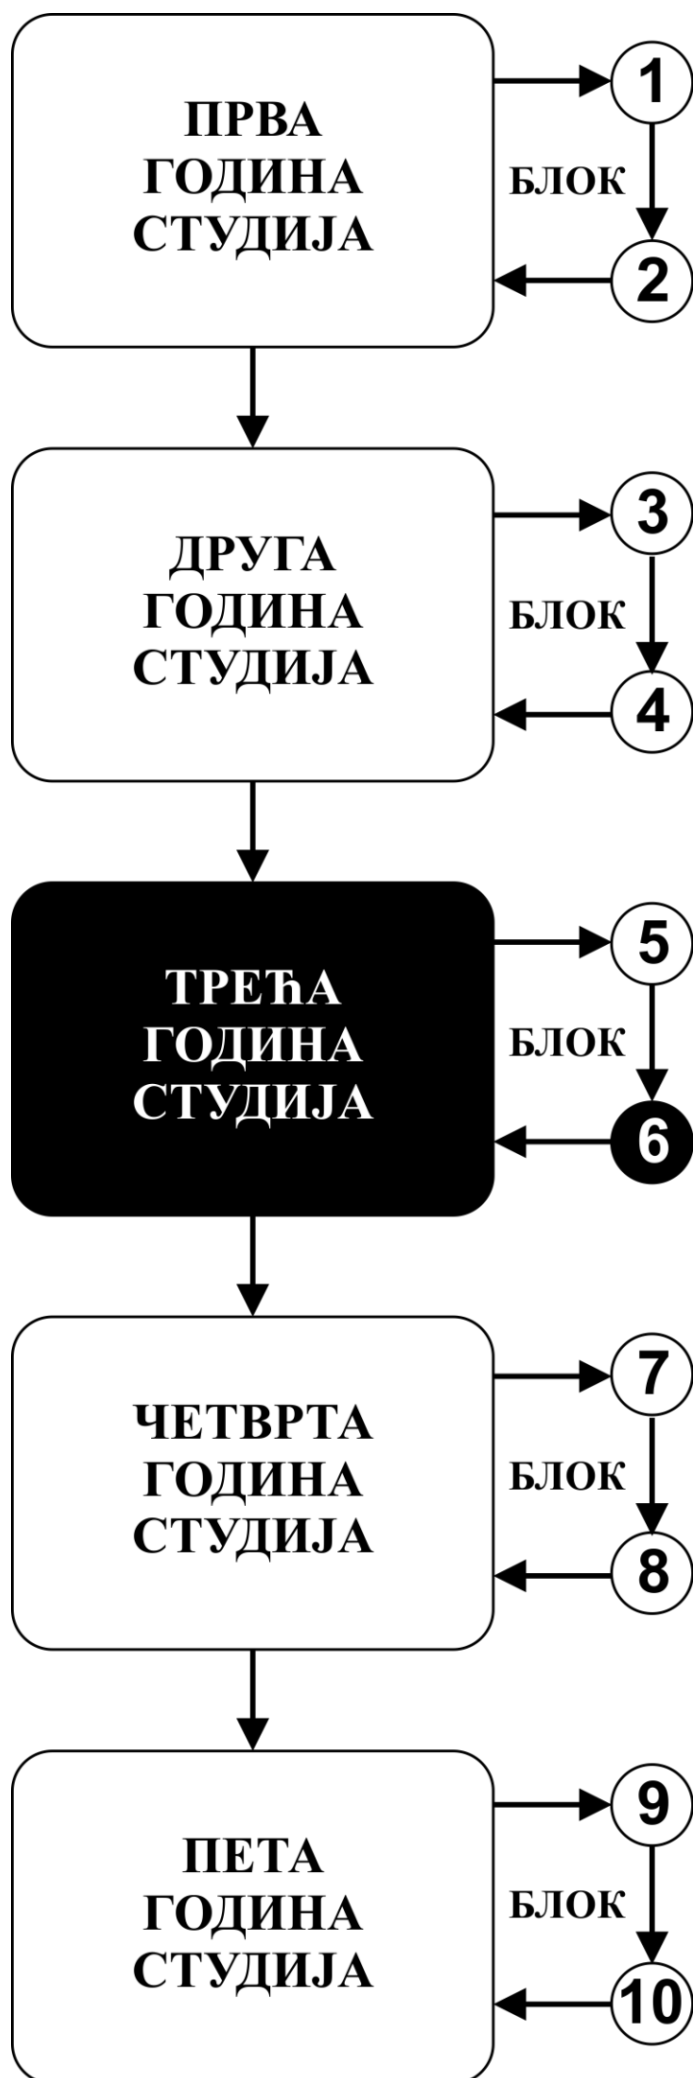 ПРВА
ГОДИНА
СТУДИЈА
1
БЛОК
2
ДРУГА
ГОДИНА
СТУДИЈА
3
БЛОК
4
ТРЕЋА
ГОДИНА
СТУДИЈА
5
БЛОК
6
ЧЕТВРТА
ГОДИНА
СТУДИЈА
7
БЛОК
8
ПЕТА
ГОДИНА
СТУДИЈА
9
БЛОК
10